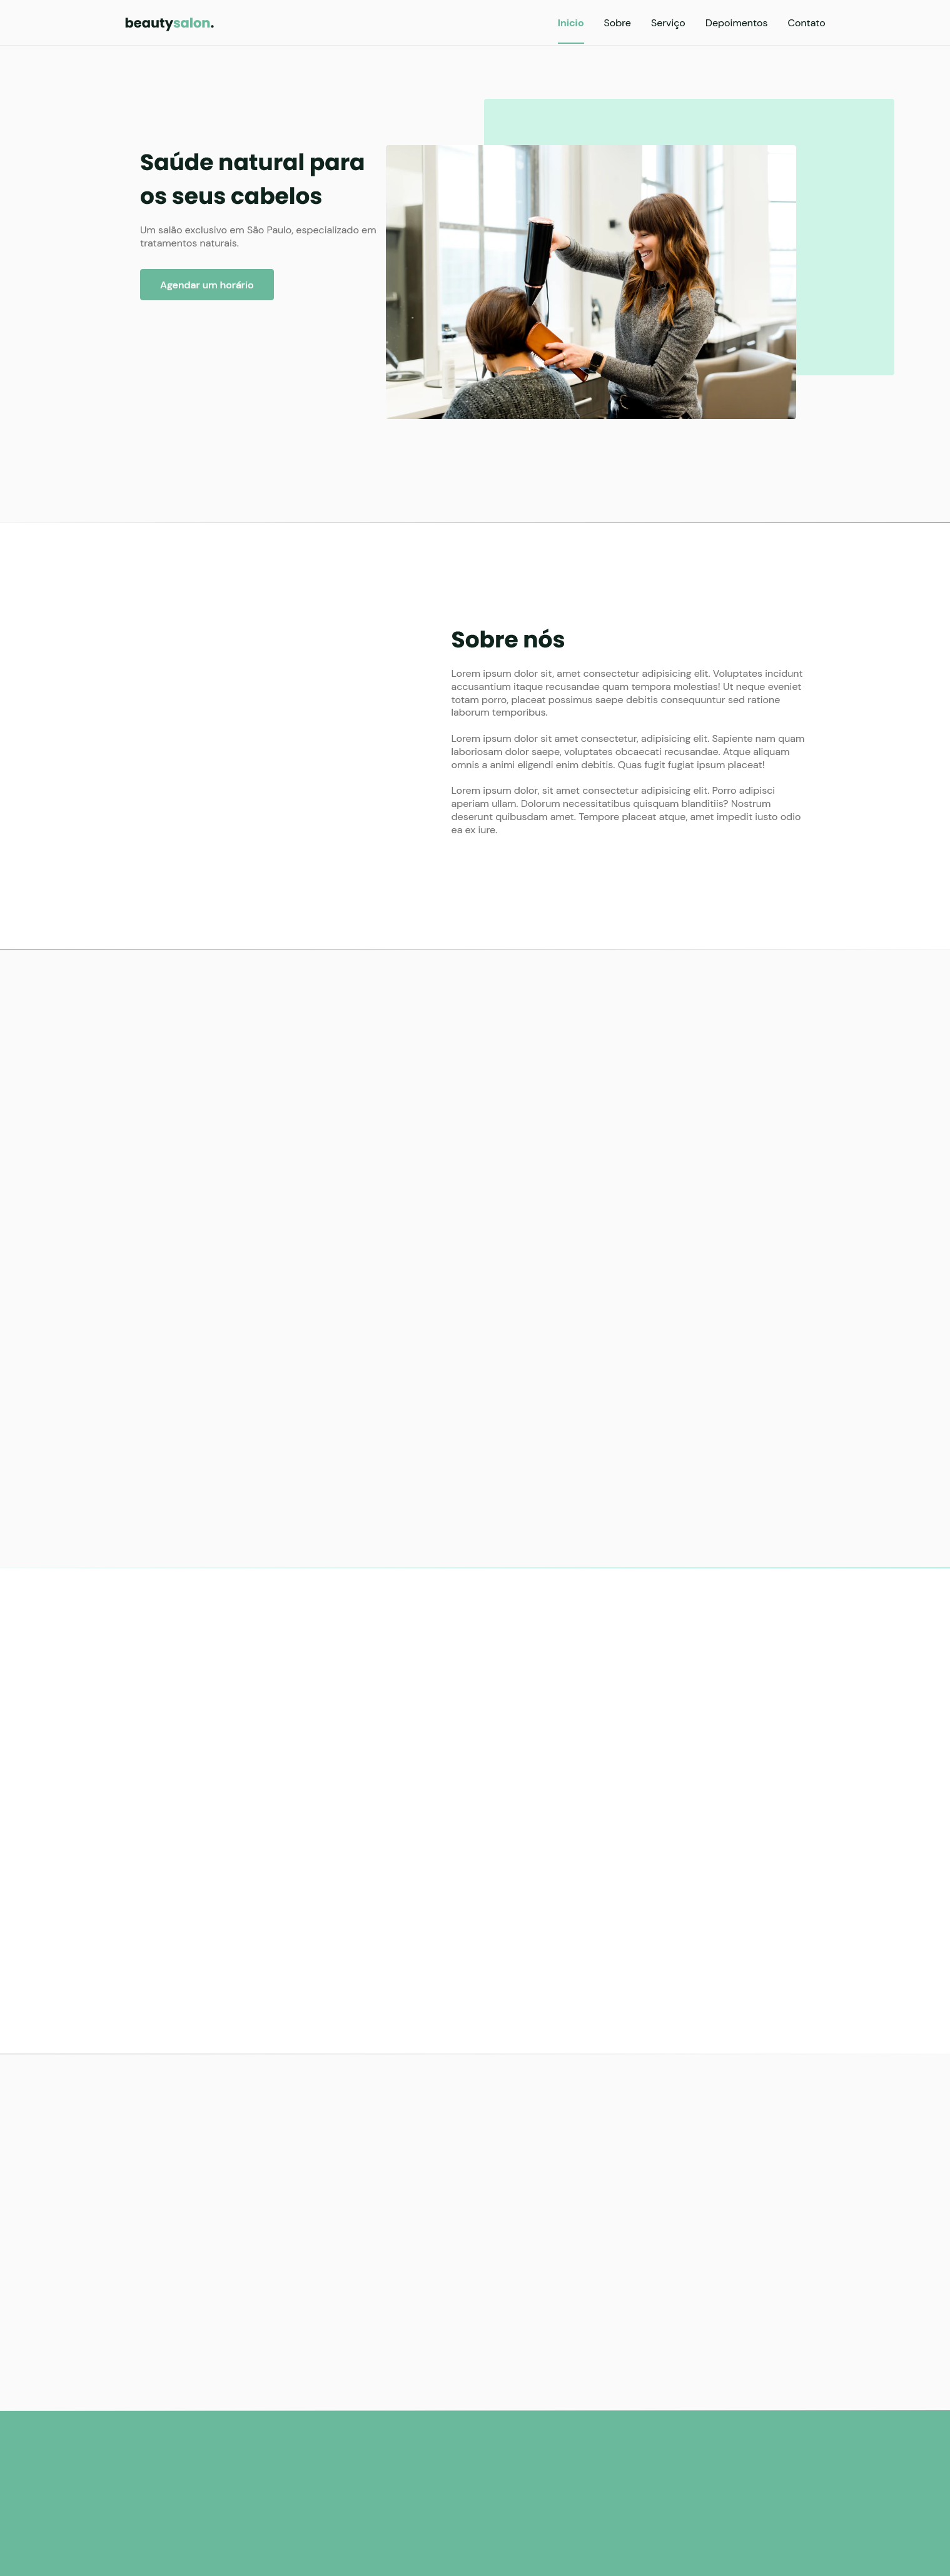 beautysalon.
Inicio Sobre Serviço Depoimentos Contato
Saúde natural para
os seus cabelos
Um salão exclusivo em São Paulo, especializado em
tratamentos naturais.
Agendar um horário
Sobre nós
Lorem ipsum dolor sit, amet consectetur adipisicing elit. Voluptates incidunt
accusantium itaque recusandae quam tempora molestias! Ut neque eveniet
totam porro, placeat possimus saepe debitis consequuntur sed ratione
laborum temporibus.
Lorem ipsum dolor sit amet consectetur, adipisicing elit. Sapiente nam quam
laboriosam dolor saepe, voluptates obcaecati recusandae. Atque aliquam
omnis a animi eligendi enim debitis. Quas fugit fugiat ipsum placeat!
Lorem ipsum dolor, sit amet consectetur adipisicing elit. Porro adipisci
aperiam ullam. Dolorum necessitatibus quisquam blanditiis? Nostrum
deserunt quibusdam amet. Tempore placeat atque, amet impedit iusto odio
ea ex iure.